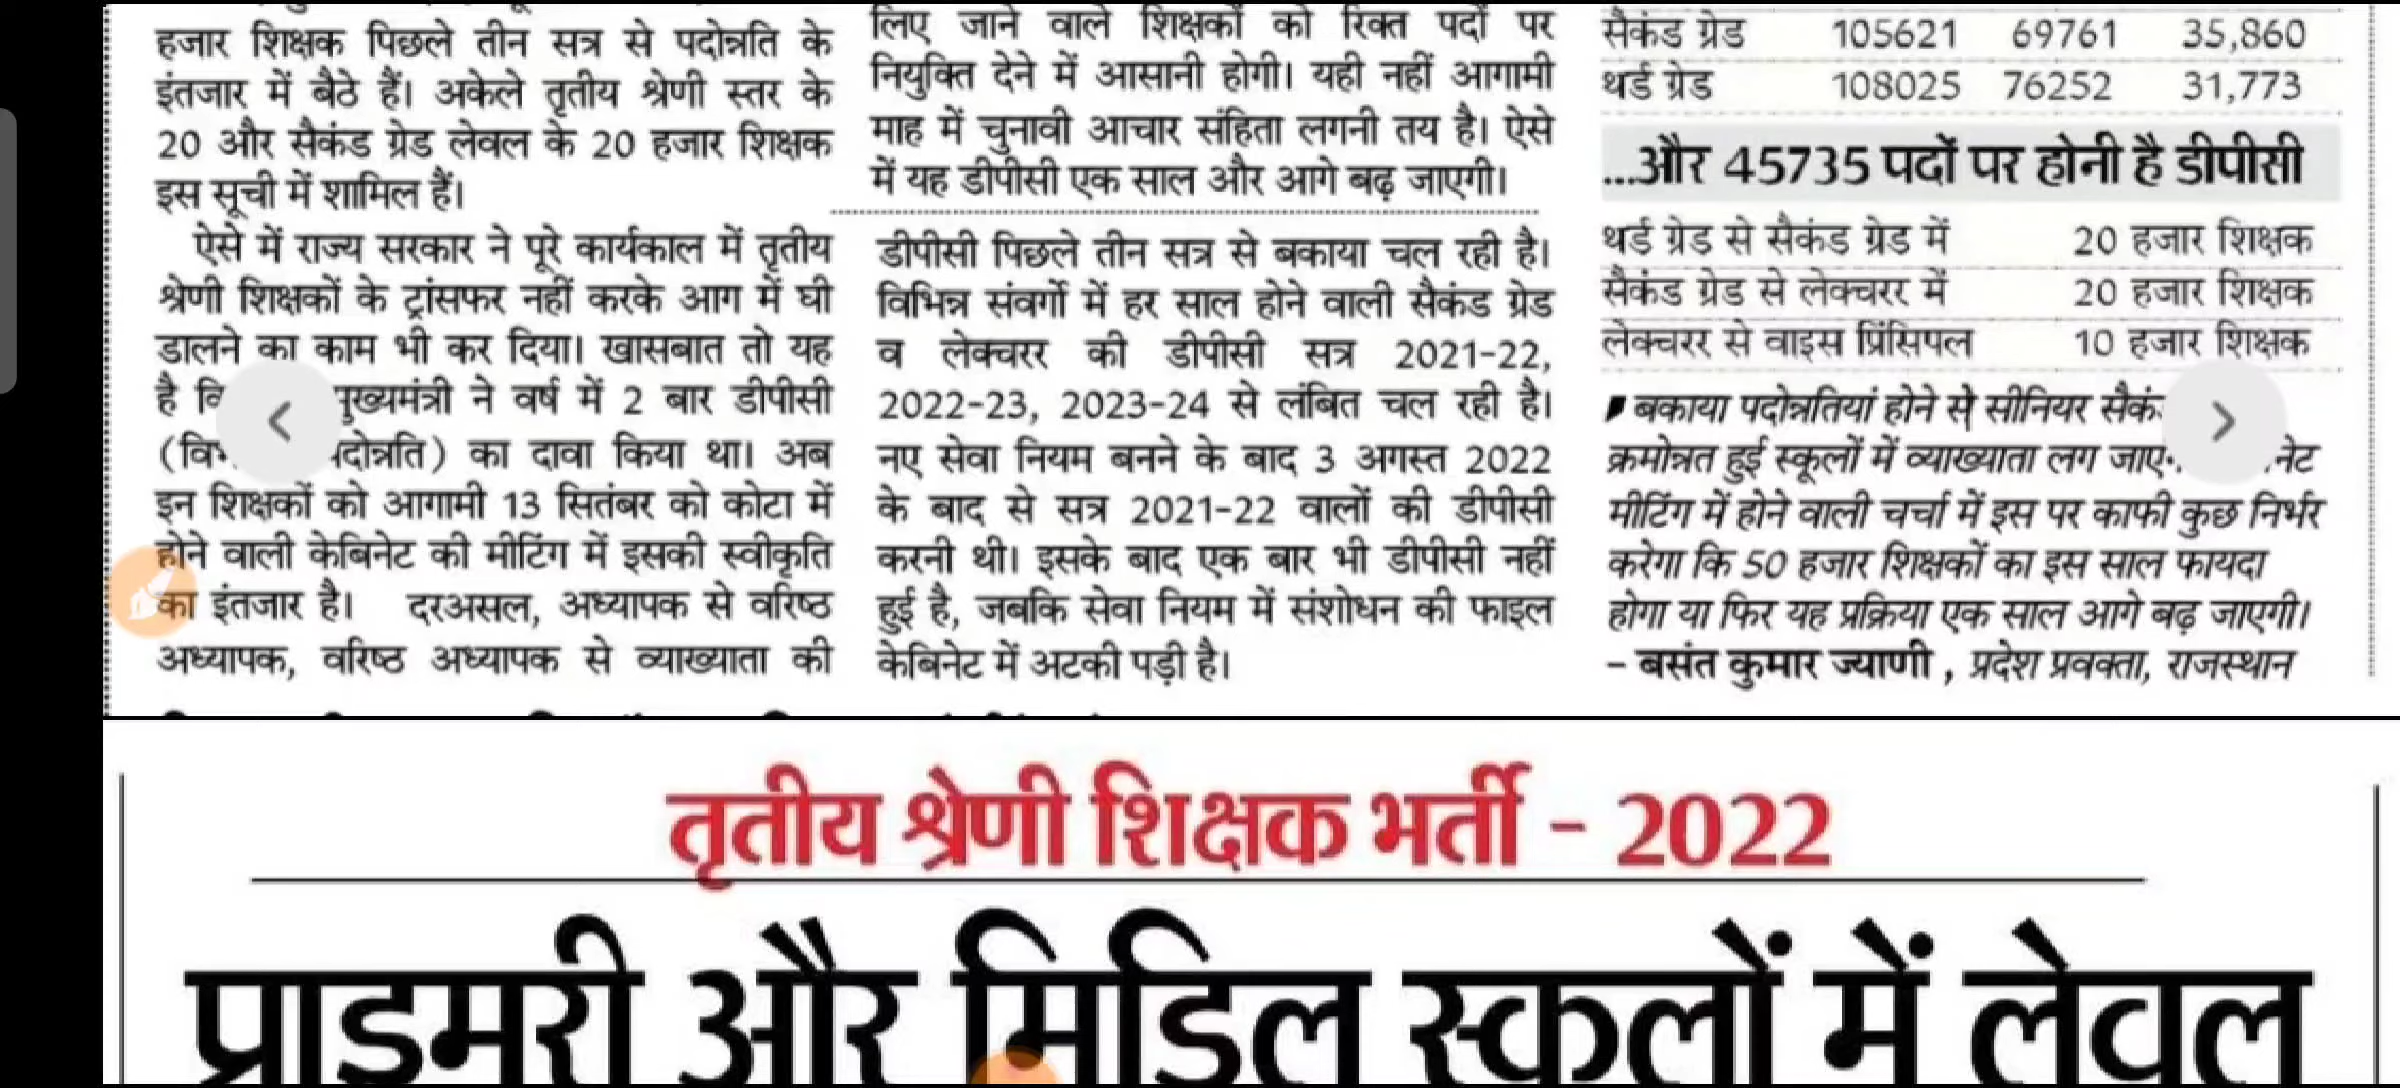 हजार शिक्षक पिछले तीन सत्र से पदोन्नति के
इंतजार में बैठे हैं। अकेले तृतीय श्रेणी स्तर के
20 और सैकंड ग्रेड लेवल के 20 हजार शिक्षक
इस सूची में शामिल हैं।
ऐसे में राज्य सरकार ने पूरे कार्यकाल में तृतीय
श्रेणी शिक्षकों के ट्रांसफर नहीं करके आग में घी
डालने का काम भी कर दिया। खासबात तो यह
है मुख्यमंत्री ने वर्ष में 2 बार डीपीसी
का दावा किया था। अब
इन शिक्षकों को आगामी 13 सितंबर को कोटा में
होने वाली केबिनेट की मीटिंग में इसकी स्वीकृति
का इंतजार है। दरअसल, अध्यापक से वरिष्ठ
अध्यापक, वरिष्ठ अध्यापक से व्याख्याता की
लिए जाने वाले शिक्षकों को रिक्त पदों पर
नियुक्ति देने में आसानी होगी। यही नहीं आगामी
माह में चुनावी आचार संहिता लगनी तय है। ऐसे
में यह डीपीसी एक साल और आगे बढ़ जाएगी।
डीपीसी पिछले तीन सत्र से बकाया चल रही है।
विभिन्न संवर्गो में हर साल होने वाली सैकंड ग्रेड
व लेक्चरर की डीपीसी सत्र 2021-22,
2022-23, 2023-24 से लंबित चल रही है।
नए सेवा नियम बनने के बाद 3 अगस्त 2022
के बाद से सत्र 2021-22 वालों की डीपीसी
करनी थी। इसके बाद एक बार भी डीपीसी नहीं
हुई है, जबकि सेवा नियम में संशोधन की फाइल
केबिनेट में अटकी पड़ी है।
सैकंड ग्रेड 105621 69761 35,860
थर्ड ग्रेड 108025 76252 31,773
...और 45735 पदों पर होनी है डीपीसी
थर्ड ग्रेड से सैकंड ग्रेड में 20 हजार शिक्षक
सैकंड ग्रेड से लेक्चरर में 20 हजार शिक्षक
लेक्चरर से वाइस प्रिंसिपल 10 हजार शिक्षक
बकाया पदोन्नतियां होने से सीनियर
क्रमोन्नत हुई स्कूलों में व्याख्याता लग
मीटिंग में होने वाली चर्चा में इस पर काफी कुछ निर्भर
करेगा कि 50 हजार शिक्षकों का इस साल फायदा
होगा या फिर यह प्रक्रिया एक साल आगे बढ़ जाएगी।
- बसंत कुमार ज्याणी, प्रदेश प्रवक्ता, राजस्थान
तृतीय श्रेणी शिक्षक भर्ती - 2022
प्राइमरी और मिडिल स्कूलों में लेवल